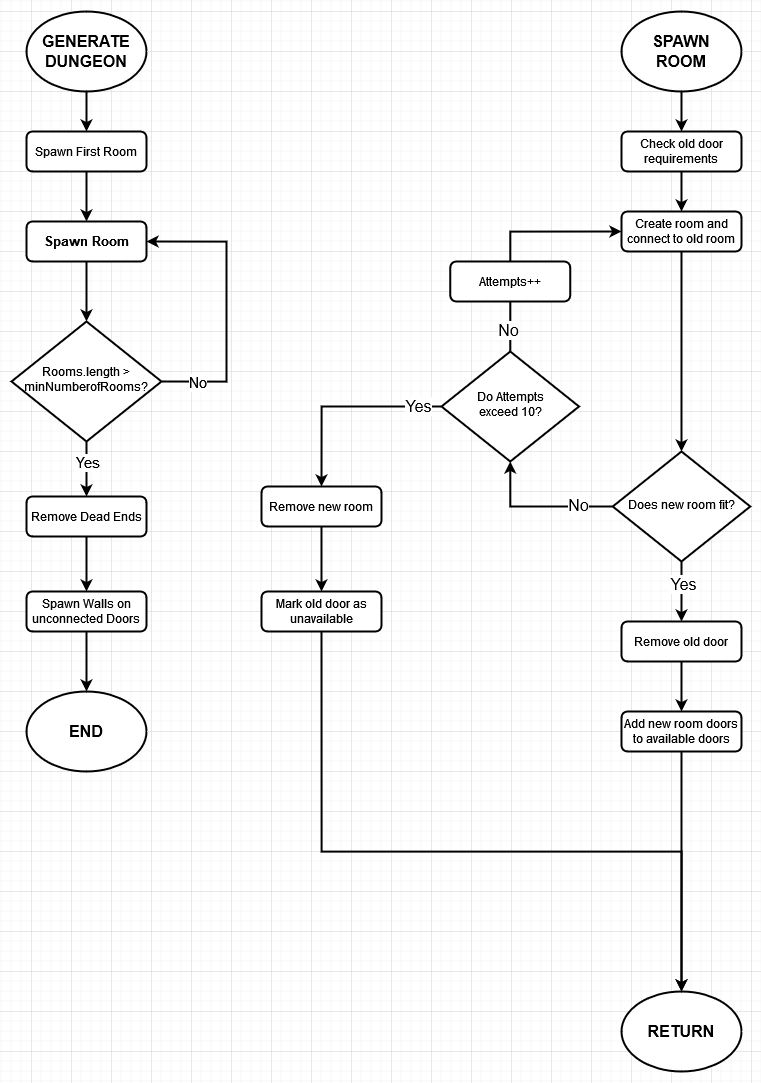 GENERATE
DUNGEON
Spawn First Room
Spawn Room
Rooms.length >
minNumberofRooms?
No
Yes
Remove Dead Ends
Spawn Walls on
unconnected Doors
END
SPAWN
ROOM
Check old door
requirements
Create room and
connect to old room
Attempts++
No
Do Attempts
exceed 10?
Yes
Remove new room
Mark old door as
unavailable
No
Does new room fit?
Yes
Remove old door
Add new room doors
to available doors
RETURN